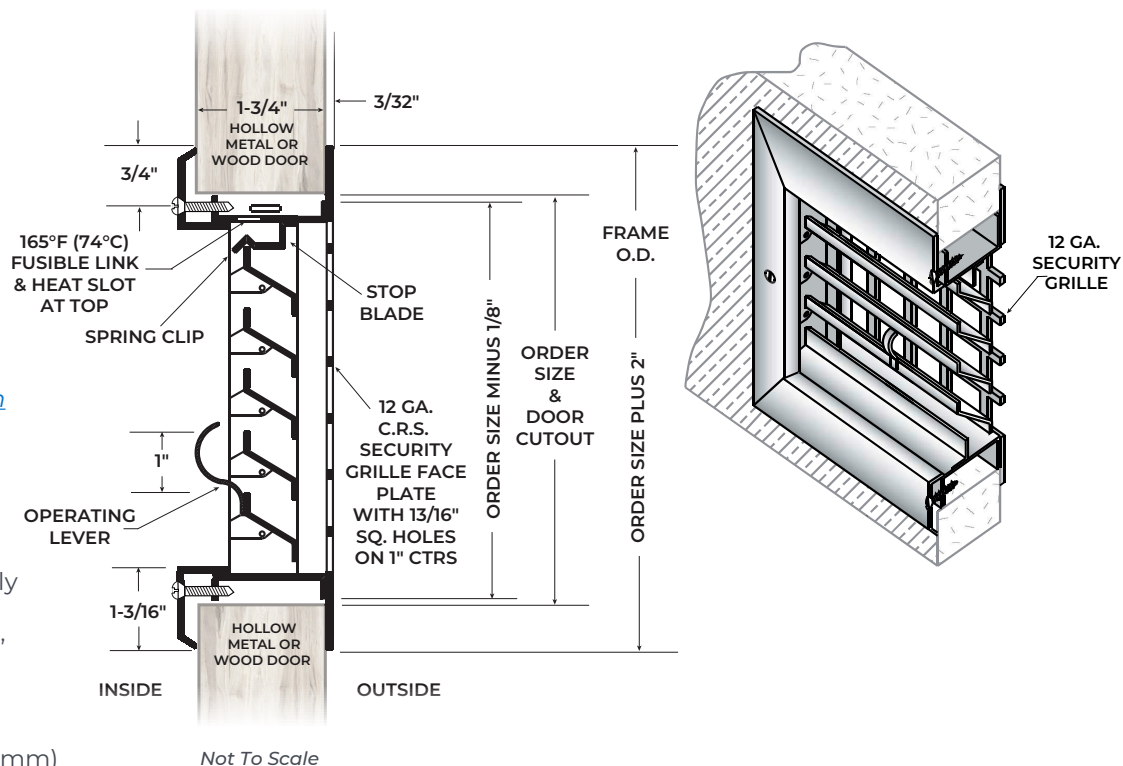 1-3/4"
HOLLOW
METAL OR
WOOD DOOR
3/32"
3/4"
165°F (74°C)
FUSIBLE LINK
& HEAT SLOT
AT TOP
SPRING CLIP
STOP
BLADE
1"
OPERATING
LEVER
12 GA.
C.R.S.
SECURITY
GRILLE FACE
PLATE
WITH 13/16"
SQ. HOLES
ON 1" CTRS
ORDER SIZE MINUS 1/8"
ORDER
SIZE
&
DOOR
CUTOUT
FRAME
O.D.
ORDER SIZE PLUS 2"
12 GA.
SECURITY
GRILLE
1-3/16"
HOLLOW
METAL OR
WOOD DOOR
INSIDE
OUTSIDE
Not To Scale
n
ly
,
mm)